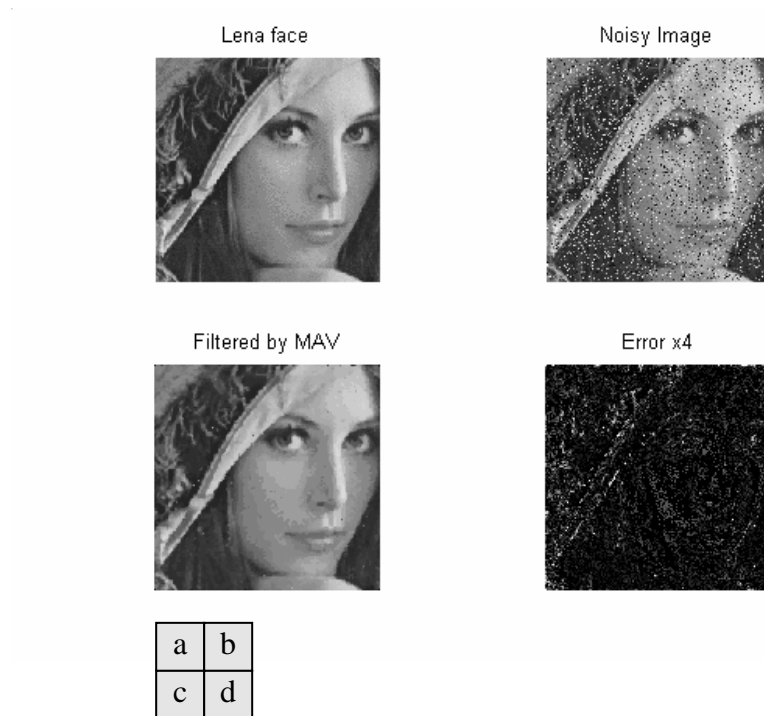 Lena face
Noisy Image
Filtered by MAV
Error x4
a b
c d